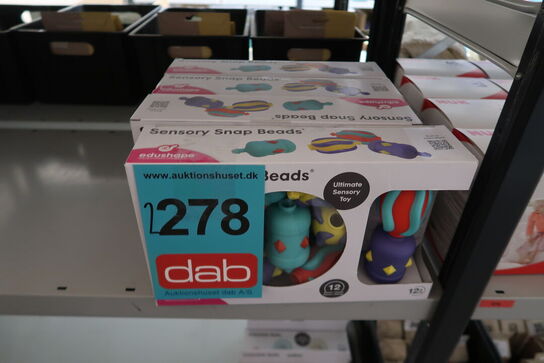 Sensory Snap Beads
Sensory Snap Beads
Sensory Snap Beads®
edushape
www.auktionshuset.dk
Beads®
2278
dab
Auktionshuset dab A/S
Ultimate
Sensory
Toy
12
12+